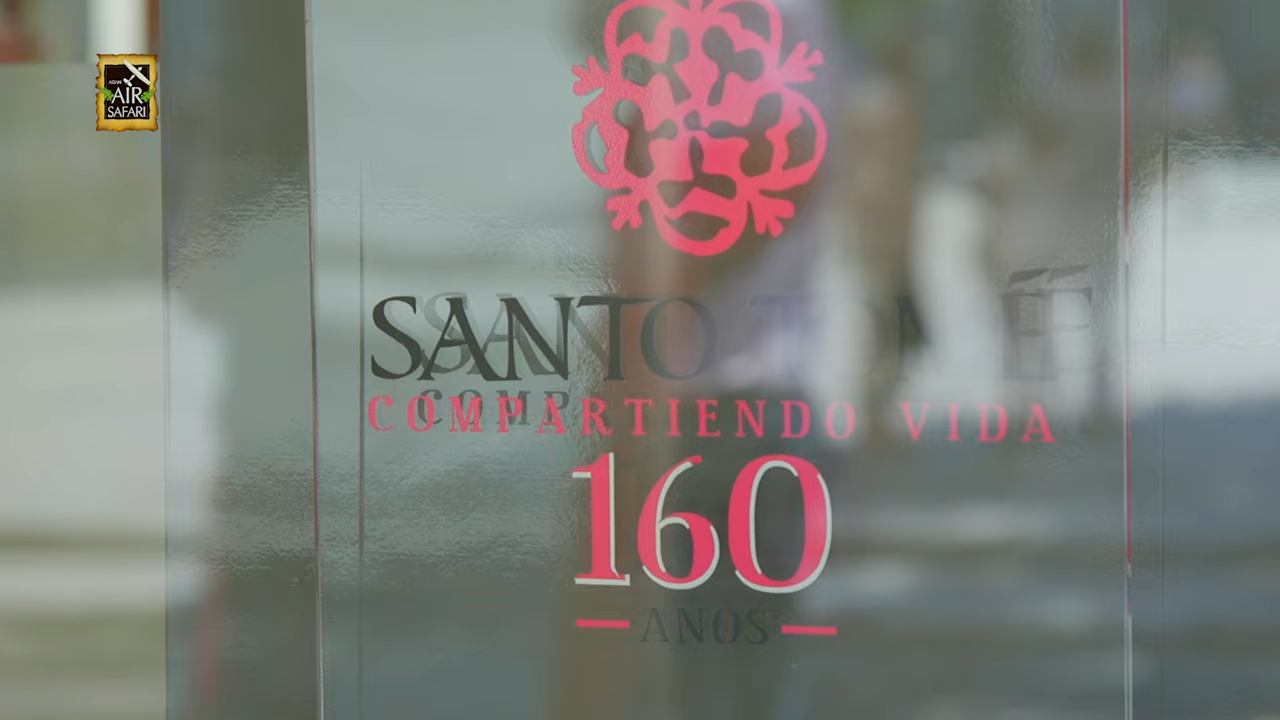 ASIAN
AIR
SAFARI
SANTO TOMÉ
COMPARTIENDO VIDA
160
AÑOS